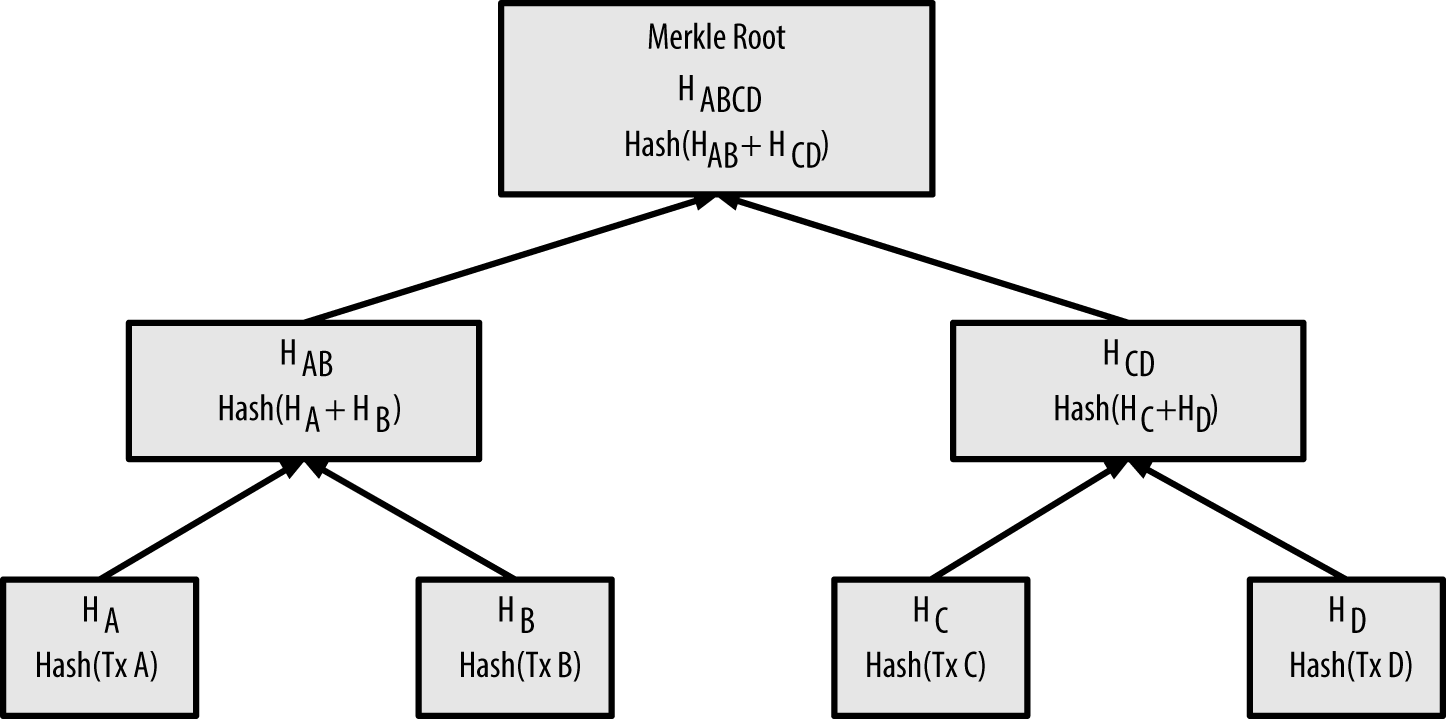 Merkle Root
H ABCD
Hash(H AB + H CD)
H AB
Hash(H A + H B)
H CD
Hash(H C+H D)
H A
Hash(Tx A)
H B
Hash(Tx B)
H C
Hash(Tx C)
H D
Hash(Tx D)